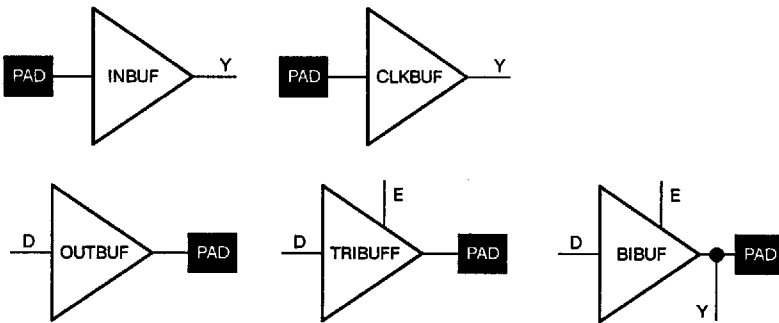 PAD INBUF Y
PAD CLKBUF Y
D OUTBUF PAD
E
D TRIBUFF PAD
E
D BIBUF PAD
Y